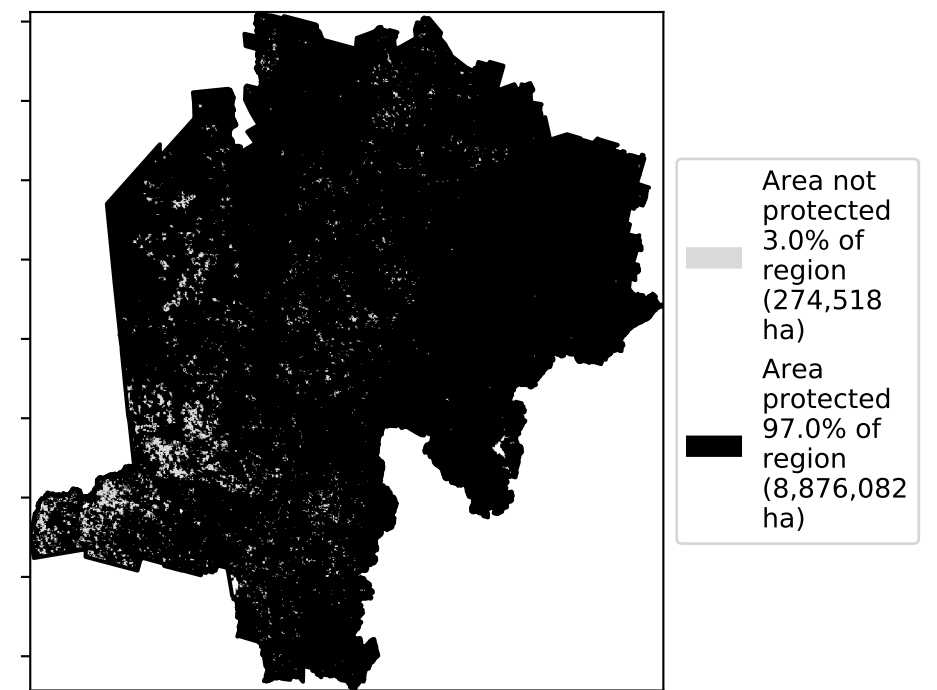 Area not
protected
3.0% of
region
(274,518
ha)
Area
protected
97.0% of
region
(8,876,082
ha)